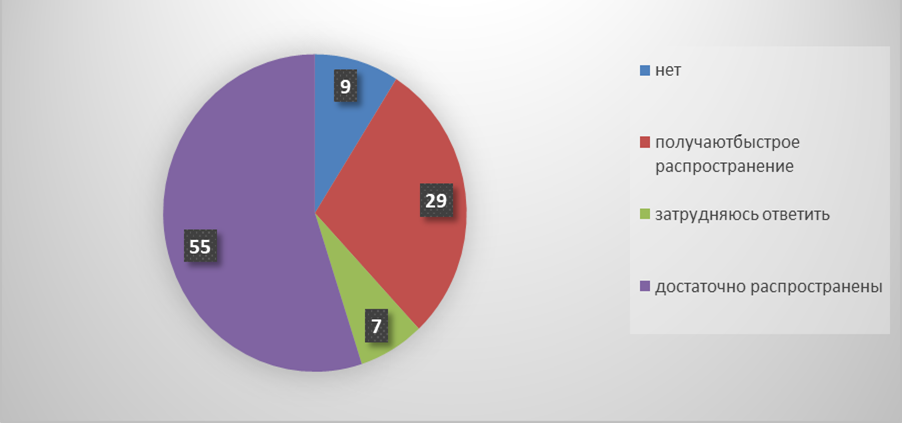 9
29
7
55
нет
получаютбыстрое
распространение
затрудняюсь ответить
достаточно распространены